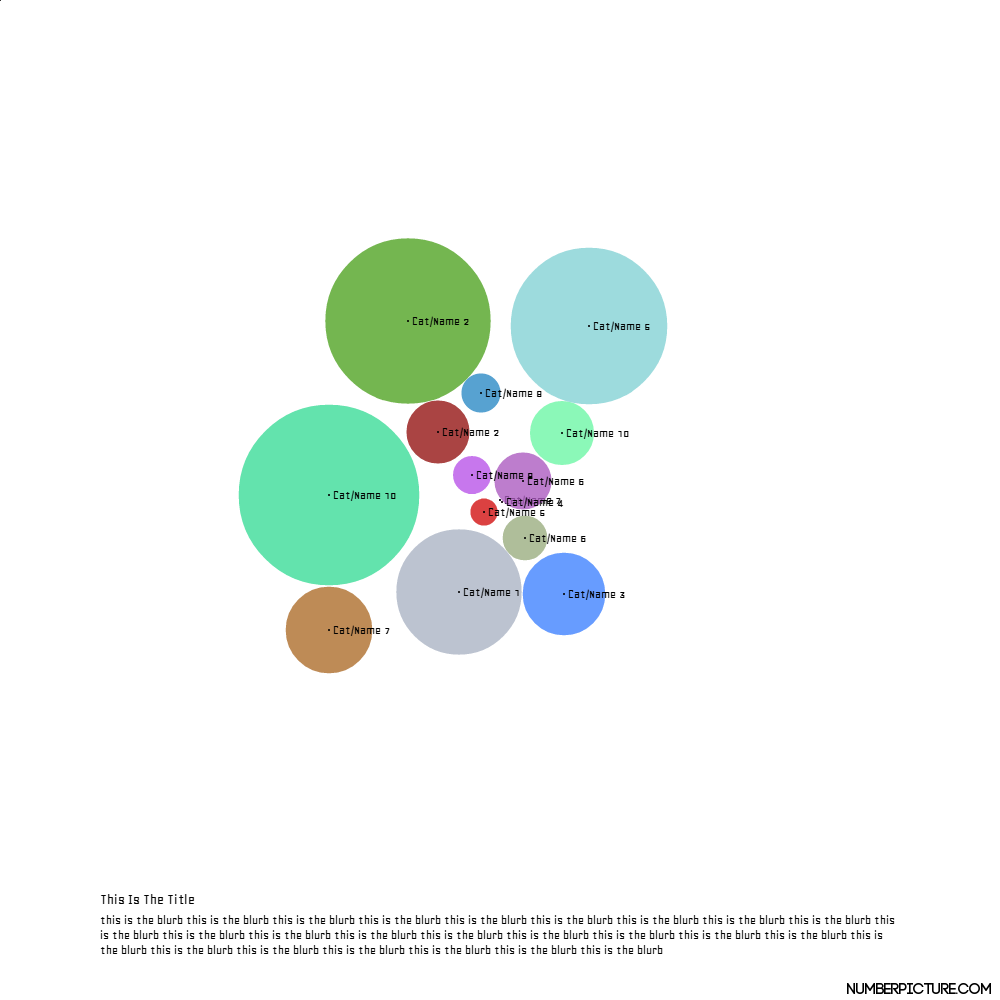 Cat/Name 2
Cat/Name 6
Cat/Name 8
Cat/Name 2
Cat/Name 10
Cat/Name
Cat/Name 6
Cat/Name 10
Cat/Name 4
Cat/Name 6
Cat/Name 6
Cat/Name 1
Cat/Name 3
Cat/Name 7
This Is The Title
this is the blurb this is the blurb this is the blurb this is the blurb this is the blurb this is the blurb this is the blurb this is the blurb this is the blurb this
is the blurb this is the blurb this is the blurb this is the blurb this is the blurb this is the blurb this is the blurb this is the blurb this is the blurb this is
the blurb this is the blurb this is the blurb this is the blurb this is the blurb this is the blurb this is the blurb
NUMBERPICTURE.COM